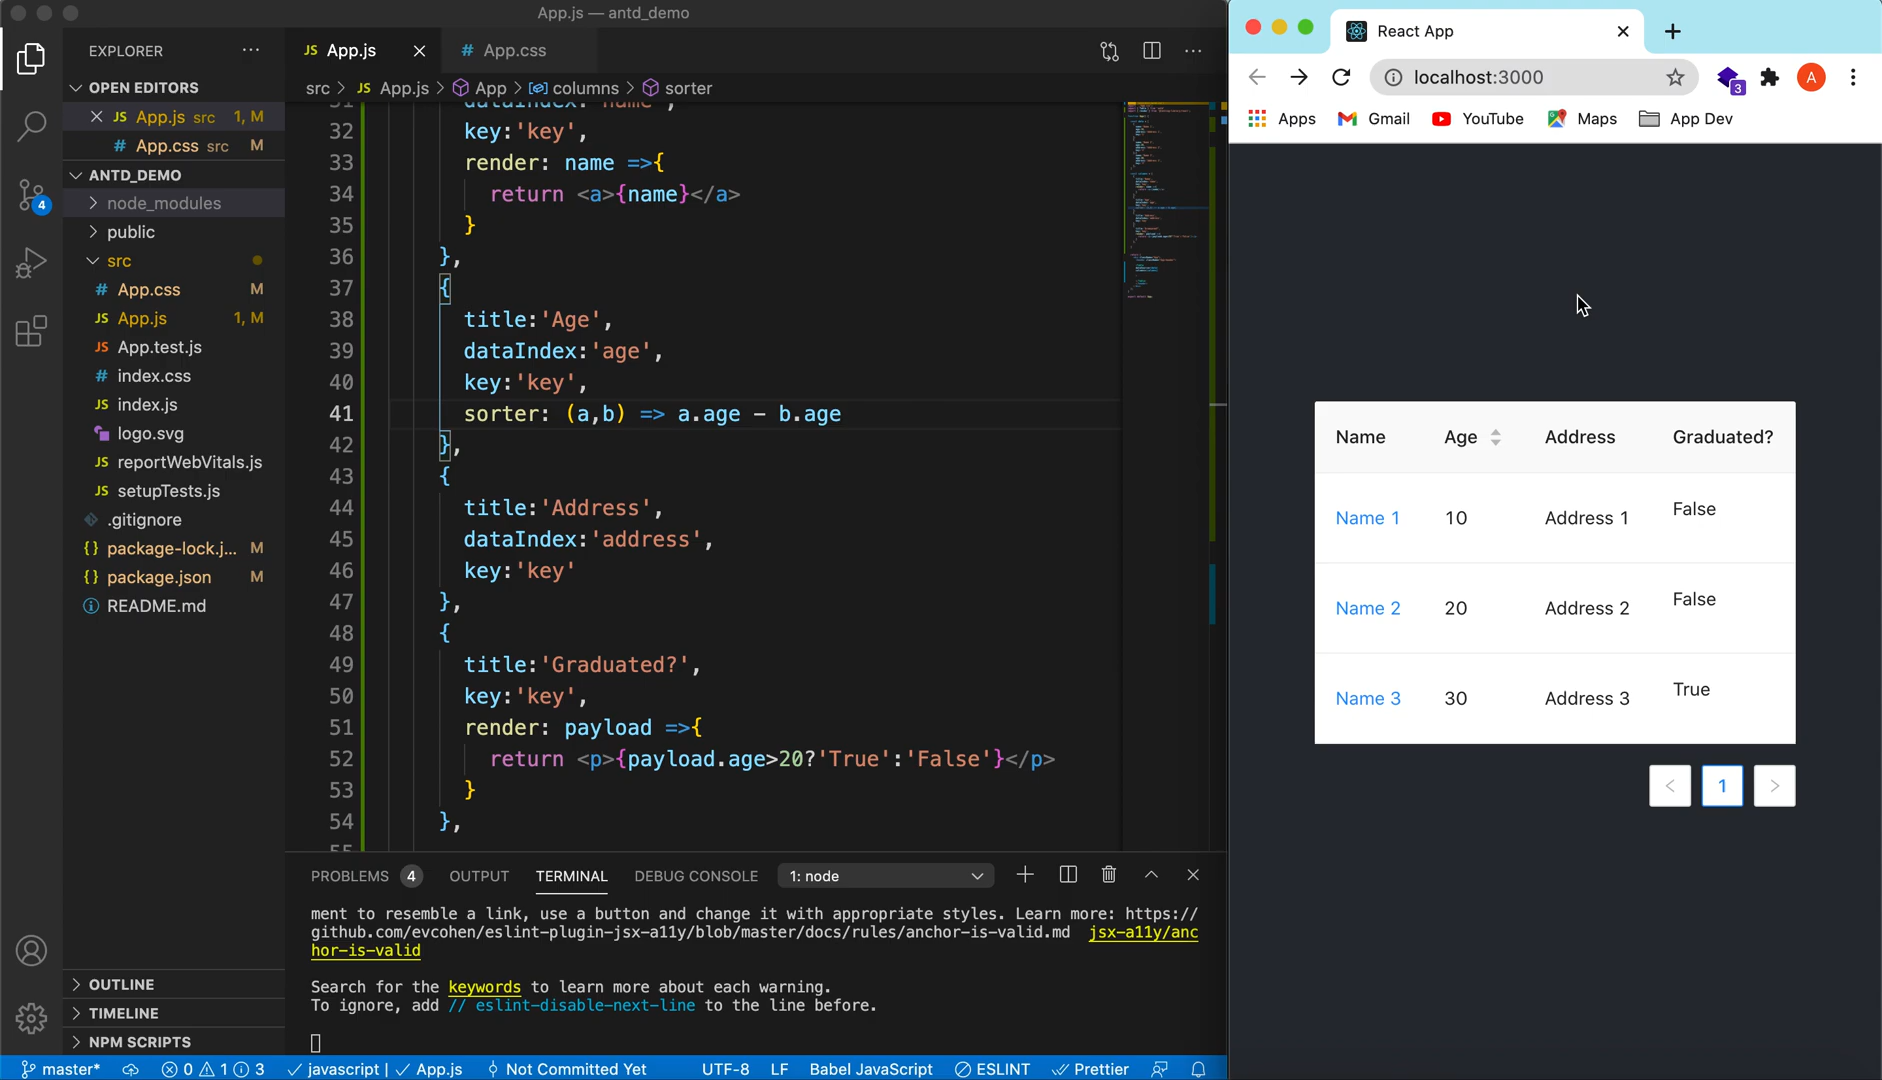 App.js — antd_demo
EXPLORER
OPEN EDITORS
App.js src 1, M
App.css src M
ANTD_DEMO
node_modules
public
src
App.css M
App.js 1, M
App.test.js
index.css
index.js
logo.svg
reportWebVitals.js
setupTests.js
.gitignore
package-lock.j... M
package.json M
README.md
OUTLINE
TIMELINE
NPM SCRIPTS
4
JS App.js
# App.css
src > JS App.js > App > columns > sorter
31 dataIndex:'name',
32 key:'key',
33 render: name =>{
34 return <a>{name}</a>
35 }
36 },
37 {
38 title:'Age',
39 dataIndex:'age',
40 key:'key',
41 sorter: (a,b) => a.age - b.age
42 },
43 {
44 title:'Address',
45 dataIndex:'address',
46 key:'key'
47 },
48 {
49 title:'Graduated?',
50 key:'key',
51 render: payload =>{
52 return <p>{payload.age>20?'True':'False'}</p>
53 }
54 },
55
PROBLEMS 4 OUTPUT TERMINAL DEBUG CONSOLE 1: node
ment to resemble a link, use a button and change it with appropriate styles. Learn more: https://
github.com/evcohen/eslint-plugin-jsx-a11y/blob/master/docs/rules/anchor-is-valid.md jsx-a11y/anc
hor-is-valid
Search for the keywords to learn more about each warning.
To ignore, add // eslint-disable-next-line to the line before.
master* 0 1 3 javascript | App.js Not Committed Yet UTF-8 LF Babel JavaScript ESLINT Prettier
React App
localhost:3000
3
A
Apps Gmail YouTube Maps App Dev
Name Age Address Graduated?
Name 1 10 Address 1 False
Name 2 20 Address 2 False
Name 3 30 Address 3 True
< 1 >